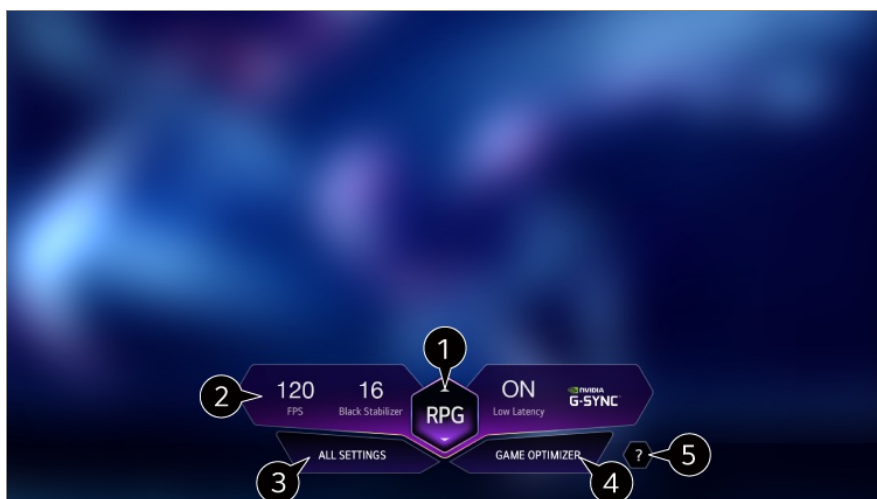 1
2
120 16 RPG ON NVIDIA G-SYNC
FPS Black Stabilizer Low Latency
ALL SETTINGS GAME OPTIMIZER ? 5
3 4